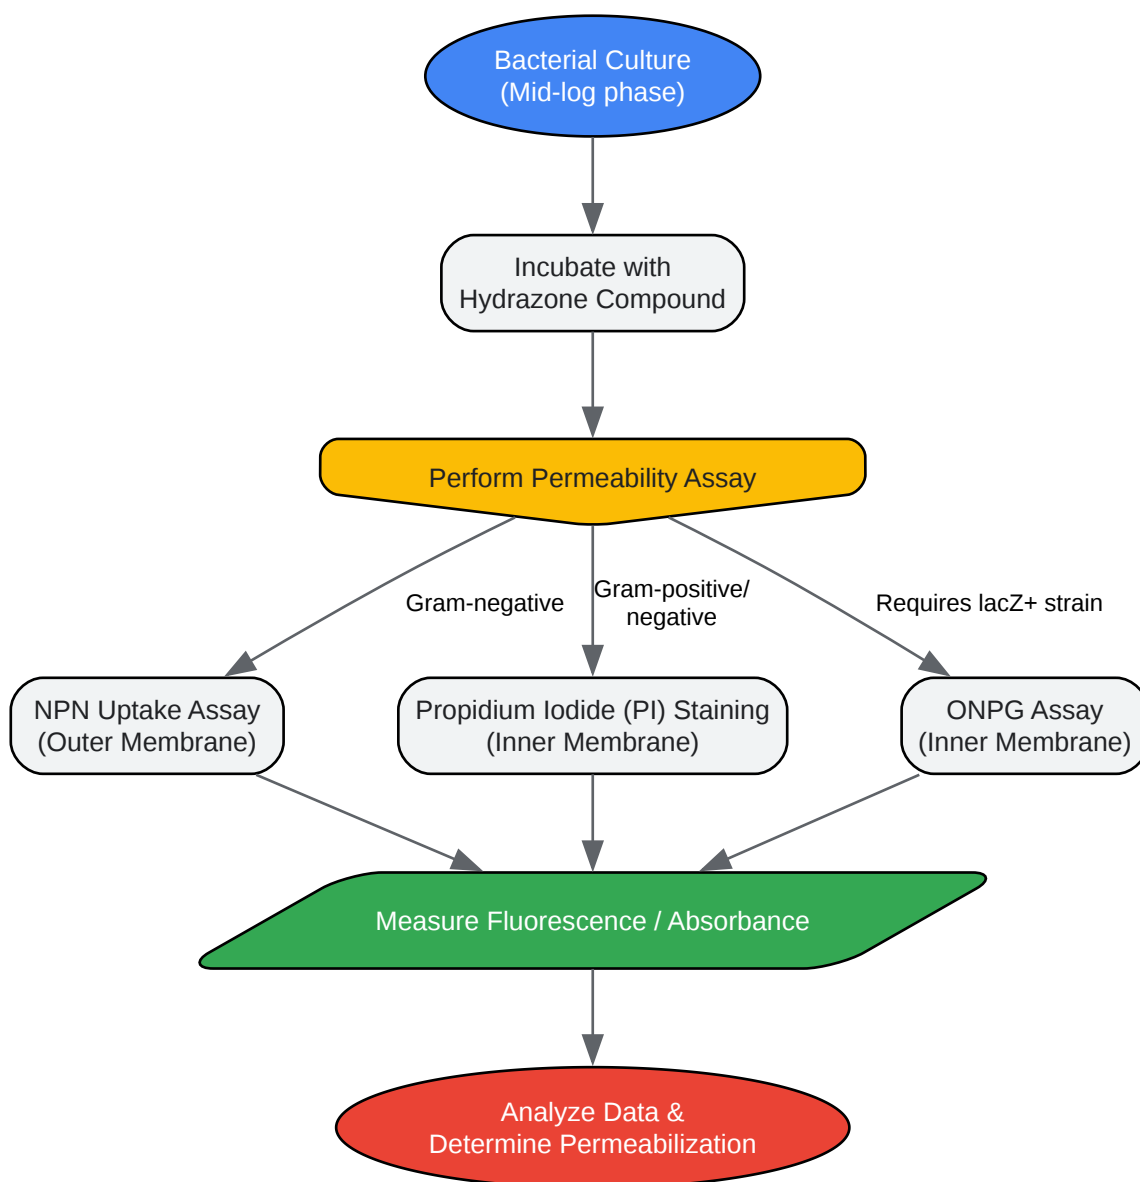 Bacterial Culture
(Mid-log phase)
Incubate with
Hydrazone Compound
Perform Permeability Assay
Gram-negative
Gram-positive/
negative
Requires lacZ+ strain
NPN Uptake Assay
(Outer Membrane)
Propidium Iodide (PI) Staining
(Inner Membrane)
ONPG Assay
(Inner Membrane)
Measure Fluorescence / Absorbance
Analyze Data &
Determine Permeabilization